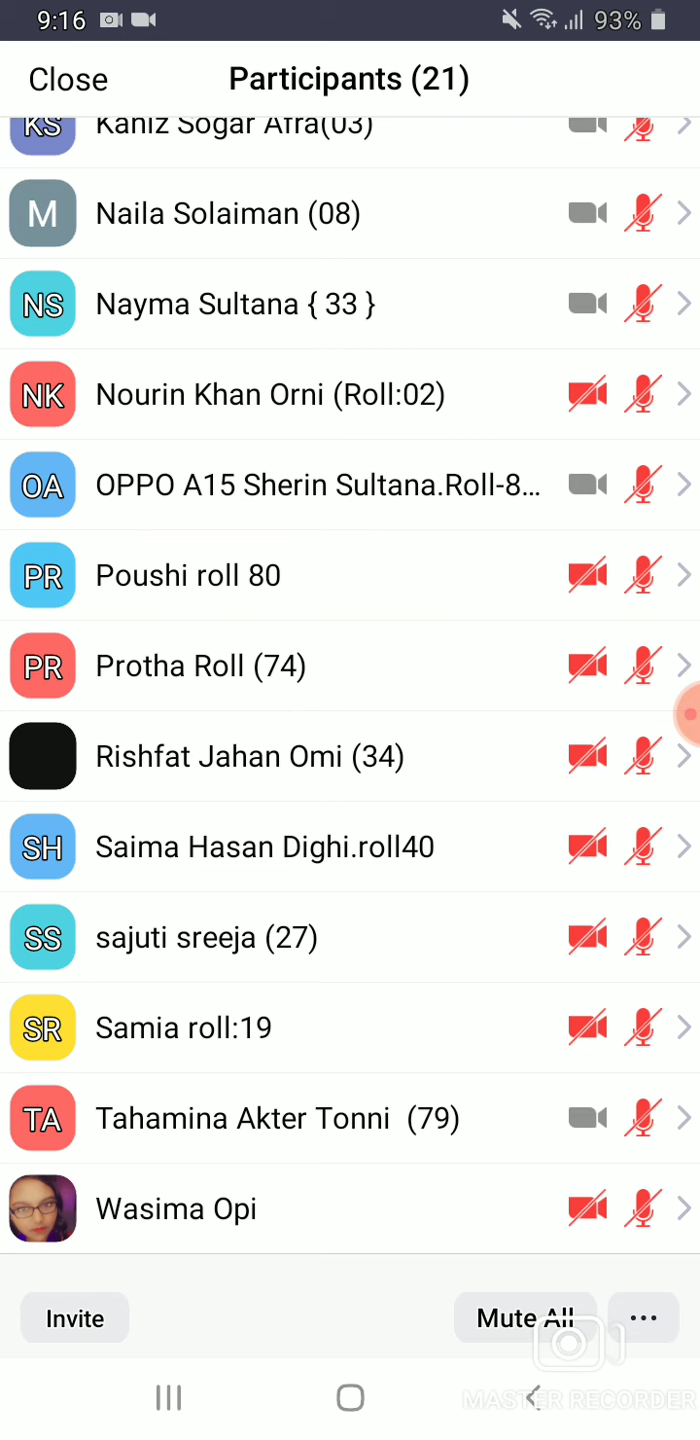 9:16 93%
Close Participants (21)
KS Kaniz Sogar Afra(03)
M Naila Solaiman (08)
NS Nayma Sultana { 33 }
NK Nourin Khan Orni (Roll:02)
OA OPPO A15 Sherin Sultana.Roll-8...
PR Poushi roll 80
PR Protha Roll (74)
Rishfat Jahan Omi (34)
SH Saima Hasan Dighi.roll40
SS sajuti sreeja (27)
SR Samia roll:19
TA Tahamina Akter Tonni (79)
Wasima Opi
Invite Mute All ...
MASTER RECORDER